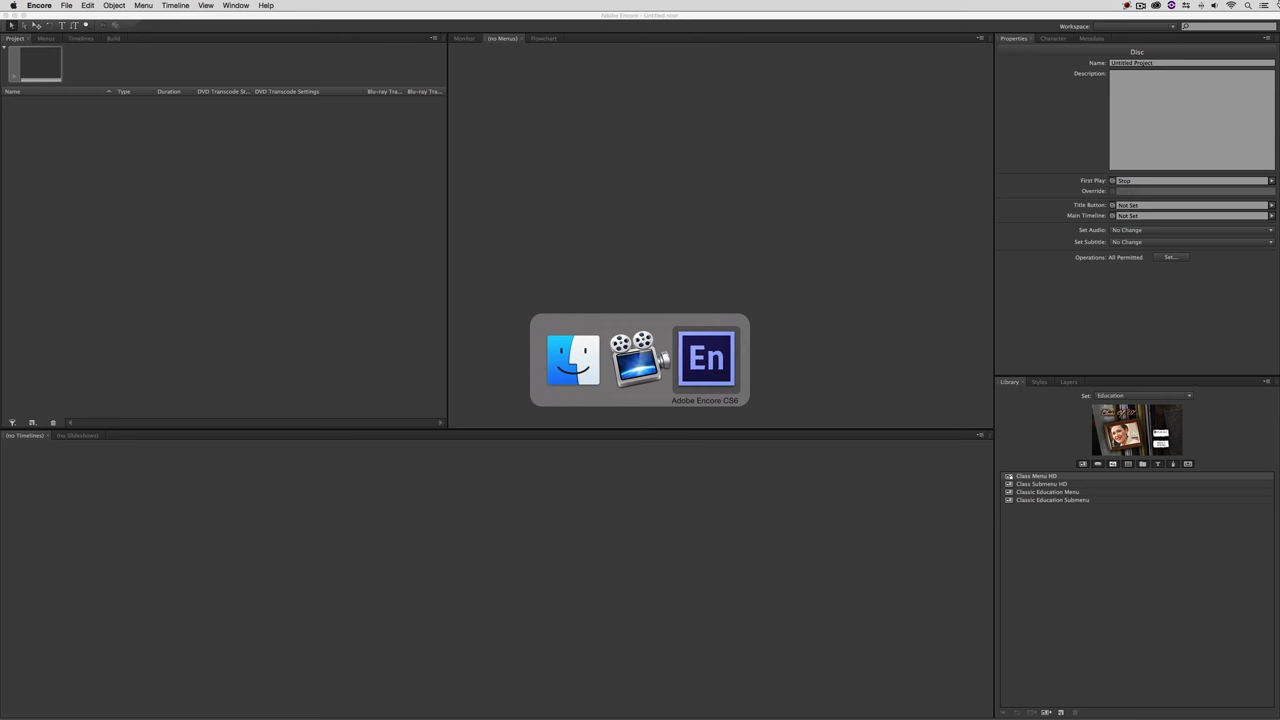 Encore File Edit Object Menu Timeline View Window Help
Adobe Encore - Untitled.ncor
Workspace:
Project Menus Timelines Build
Monitor (no Menus) Flowchart
Properties Character Metadata
Disc
Name: Untitled Project
Description:
Name Type Duration DVD Transcode St... DVD Transcode Settings Blu-ray Tra... Blu-ray Tra...
First Play: Stop
Override:
Title Button: Not Set
Main Timeline: Not Set
Set Audio: No Change
Set Subtitle: No Change
Operations: All Permitted Set...
En
Adobe Encore CS6
Library Styles Layers
Set: Education
Class Menu HD
Class Submenu HD
Classic Education Menu
Classic Education Submenu
(no Timelines) (no Slideshows)